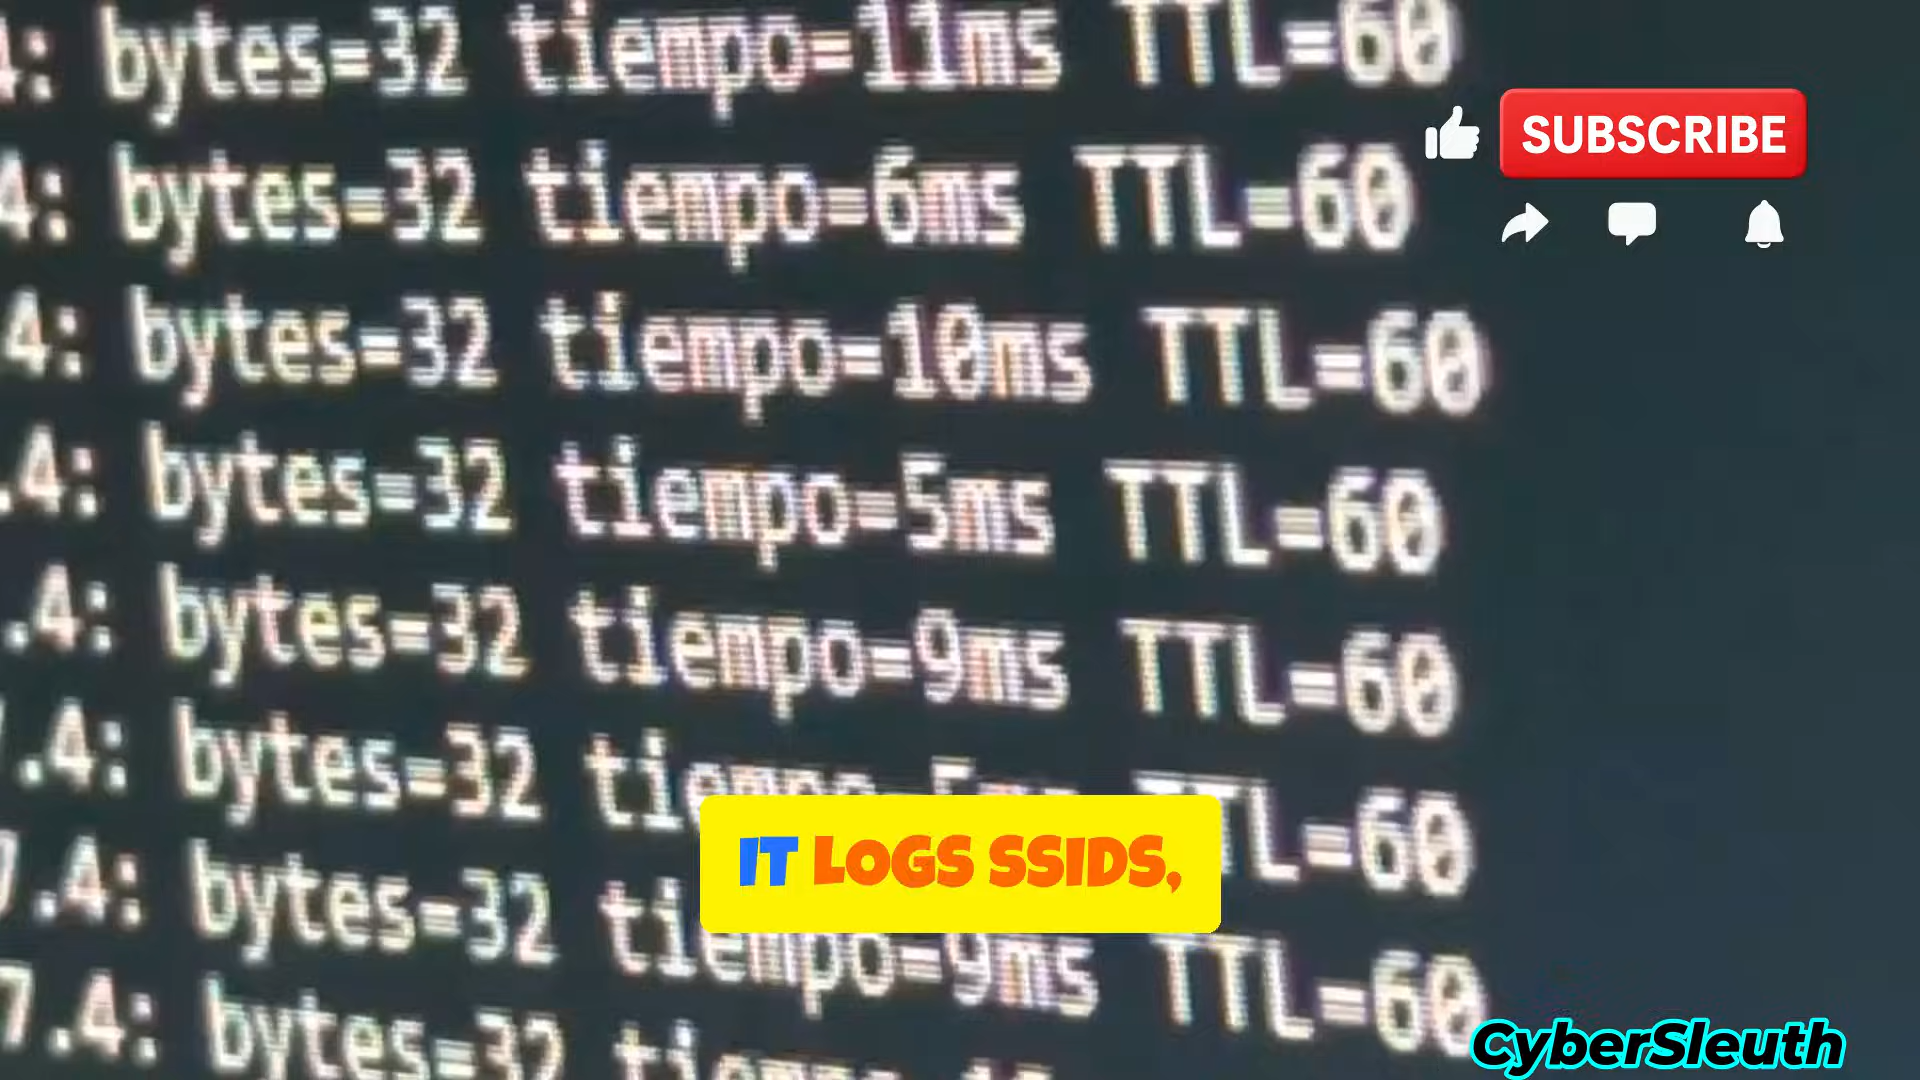 4: bytes=32 tiempo=11ms TTL=60
4: bytes=32 tiempo=6ms TTL=60
4: bytes=32 tiempo=10ms TTL=60
.4: bytes=32 tiempo=5ms TTL=60
.4: bytes=32 tiempo=9ms TTL=60
.4: bytes=32 TTL=60
7.4: bytes=32 tiempo=9ms TTL=60
7.4: bytes=32
SUBSCRIBE
IT LOGS SSIDS,
CyberSleuth